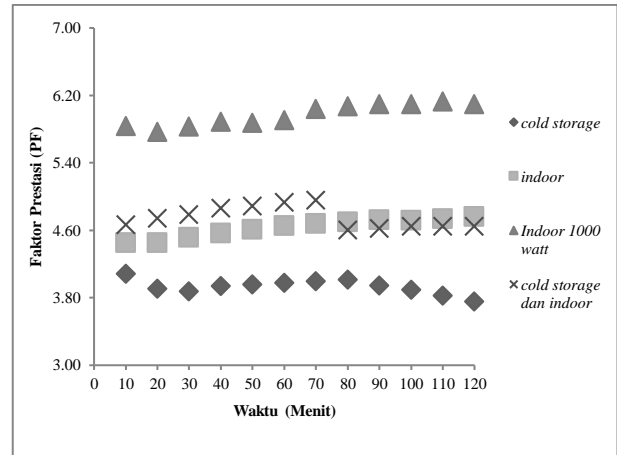 7.00
6.20
5.40
4.60
3.80
3.00
Faktor Prestasi (PF)
0 10 20 30 40 50 60 70 80 90 100 110 120
Waktu (Menit)
cold storage
indoor
Indoor 1000
watt
cold storage
dan indoor